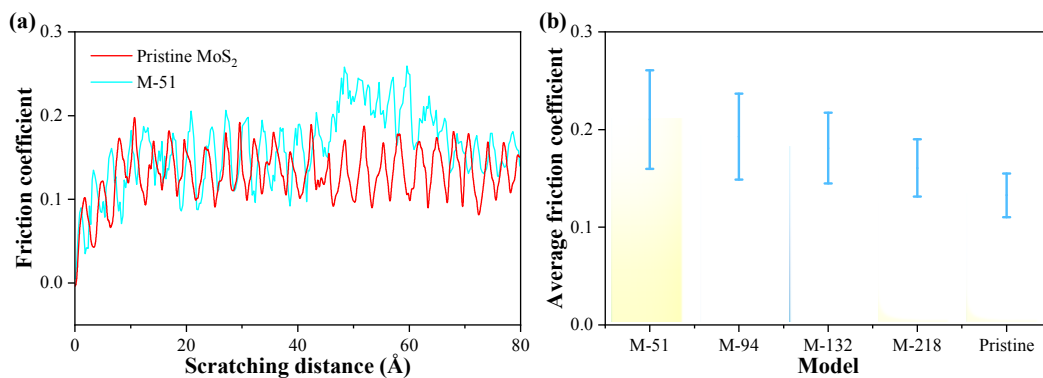 (a)
0.3
0.2
0.1
0.0
Friction coefficient
Pristine MoS₂
M-51
0
20
40
60
80
Scratching distance (Å)
(b)
0.3
0.2
0.1
0.0
Average friction coefficient
M-51
M-94
M-132
M-218
Pristine
Model